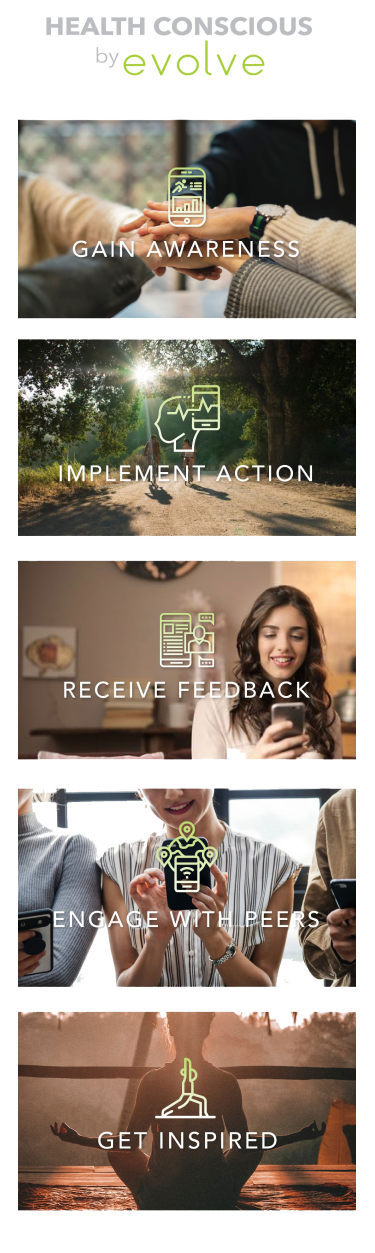 HEALTH CONSCIOUS
by evolve
GAIN AWARENESS
IMPLEMENT ACTION
RECEIVE FEEDBACK
ENGAGE WITH PEERS
GET INSPIRED